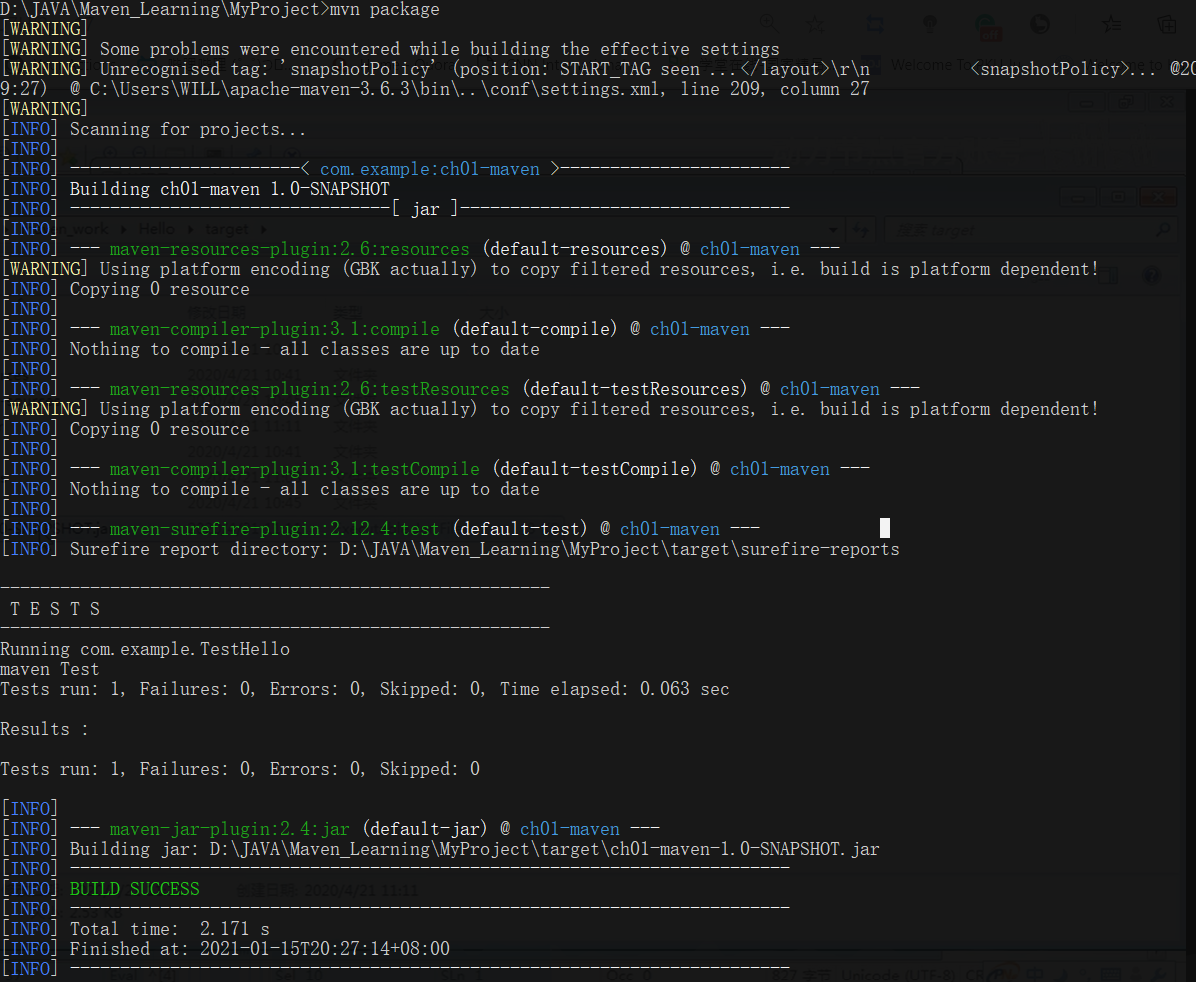 D:\JAVA\Maven_Learning\MyProject>mvn package
[WARNING]
[WARNING] Some problems were encountered while building the effective settings
[WARNING] Unrecognised tag: 'snapshotPolicy' (position: START_TAG seen ...</layout>\r\n          <snapshotPolicy>... @20
9:27)  @ C:\Users\WILL\apache-maven-3.6.3\bin\..\conf\settings.xml, line 209, column 27
[WARNING]
[INFO] Scanning for projects...
[INFO]
[INFO] -----------------------< com.example:ch01-maven >-----------------------
[INFO] Building ch01-maven 1.0-SNAPSHOT
[INFO] --------------------------------[ jar ]---------------------------------
[INFO]
[INFO] --- maven-resources-plugin:2.6:resources (default-resources) @ ch01-maven ---
[WARNING] Using platform encoding (GBK actually) to copy filtered resources, i.e. build is platform dependent!
[INFO] Copying 0 resource
[INFO]
[INFO] --- maven-compiler-plugin:3.1:compile (default-compile) @ ch01-maven ---
[INFO] Nothing to compile - all classes are up to date
[INFO]
[INFO] --- maven-resources-plugin:2.6:testResources (default-testResources) @ ch01-maven ---
[WARNING] Using platform encoding (GBK actually) to copy filtered resources, i.e. build is platform dependent!
[INFO] Copying 0 resource
[INFO]
[INFO] --- maven-compiler-plugin:3.1:testCompile (default-testCompile) @ ch01-maven ---
[INFO] Nothing to compile - all classes are up to date
[INFO]
[INFO] --- maven-surefire-plugin:2.12.4:test (default-test) @ ch01-maven ---
[INFO] Surefire report directory: D:\JAVA\Maven_Learning\MyProject\target\surefire-reports
-------------------------------------------------------
 T E S T S
-------------------------------------------------------
Running com.example.TestHello
maven Test
Tests run: 1, Failures: 0, Errors: 0, Skipped: 0, Time elapsed: 0.063 sec
Results :
Tests run: 1, Failures: 0, Errors: 0, Skipped: 0
[INFO]
[INFO] --- maven-jar-plugin:2.4:jar (default-jar) @ ch01-maven ---
[INFO] Building jar: D:\JAVA\Maven_Learning\MyProject\target\ch01-maven-1.0-SNAPSHOT.jar
[INFO] ------------------------------------------------------------------------
[INFO] BUILD SUCCESS
[INFO] ------------------------------------------------------------------------
[INFO] Total time:  2.171 s
[INFO] Finished at: 2021-01-15T20:27:14+08:00
[INFO] ------------------------------------------------------------------------